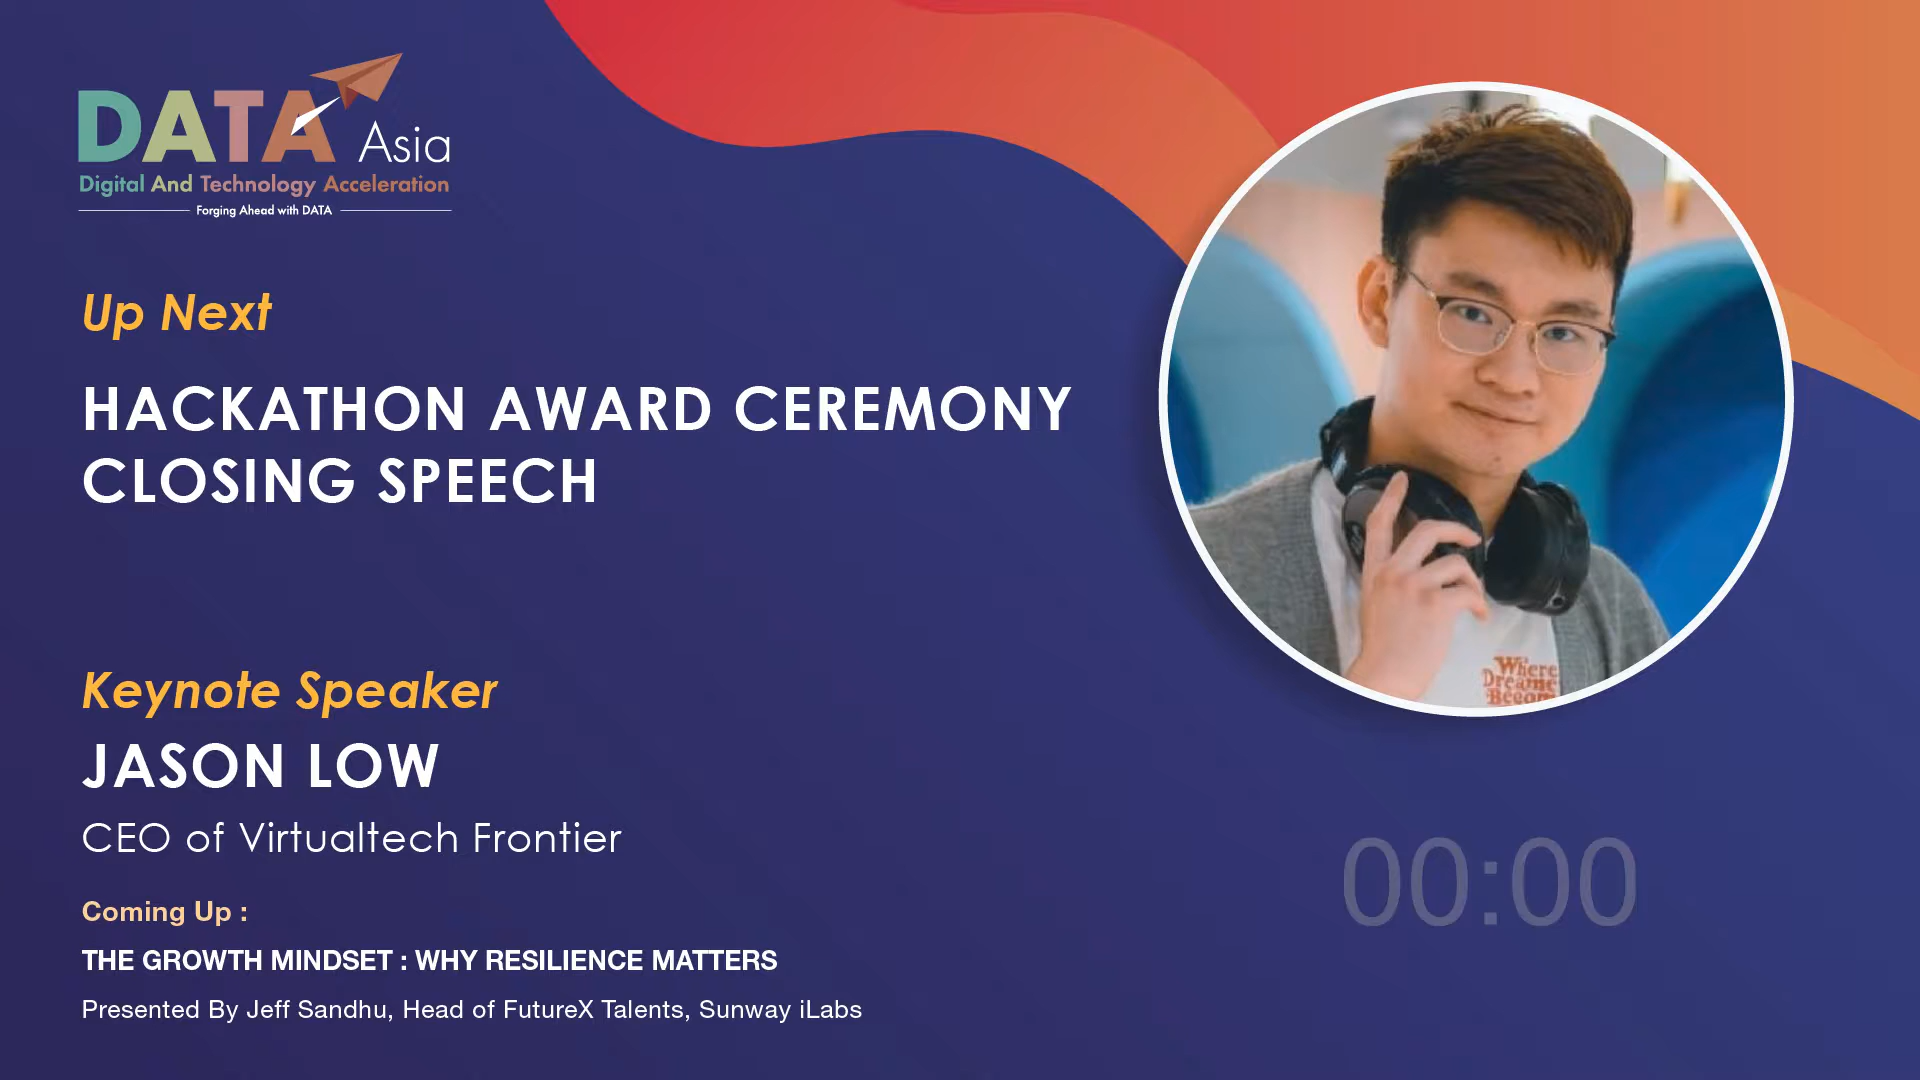 DATA Asia
Digital And Technology Acceleration
Forging Ahead with DATA
Up Next
HACKATHON AWARD CEREMONY
CLOSING SPEECH
Keynote Speaker
JASON LOW
CEO of Virtualtech Frontier
Coming Up :
THE GROWTH MINDSET : WHY RESILIENCE MATTERS
Presented By Jeff Sandhu, Head of FutureX Talents, Sunway iLabs
Where
Dreams
00:00